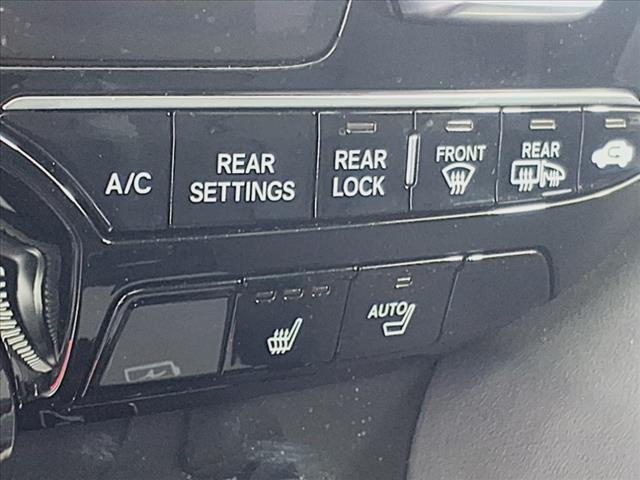 A/C
REAR
SETTINGS
REAR
LOCK
FRONT
REAR
AUTO